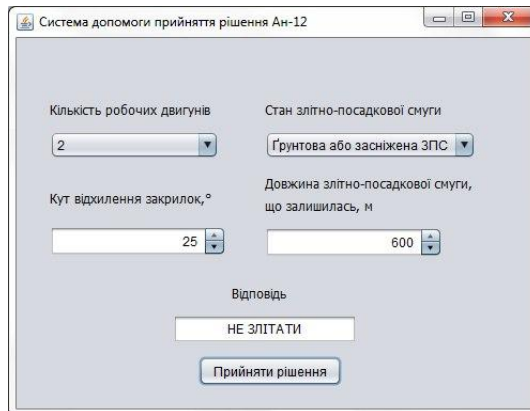 Система допомоги прийняття рішення Ан-12
Кількість робочих двигунів
2
Стан злітно-посадкової смуги
Ґрунтова або засніжена ЗПС
Кут відхилення закрилок,°
25
Довжина злітно-посадкової смуги,
що залишилась, м
600
Відповідь
НЕ ЗЛІТАТИ
Прийняти рішення